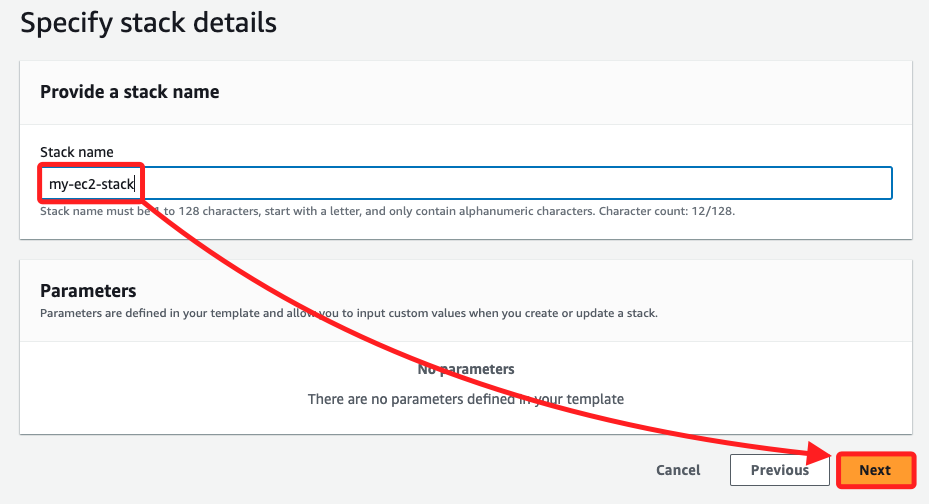 Specify stack details
Provide a stack name
Stack name
my-ec2-stack
Stack name must be 1 to 128 characters, start with a letter, and only contain alphanumeric characters. Character count: 12/128.
Parameters
Parameters are defined in your template and allow you to input custom values when you create or update a stack.
No parameters
There are no parameters defined in your template
Cancel Previous Next